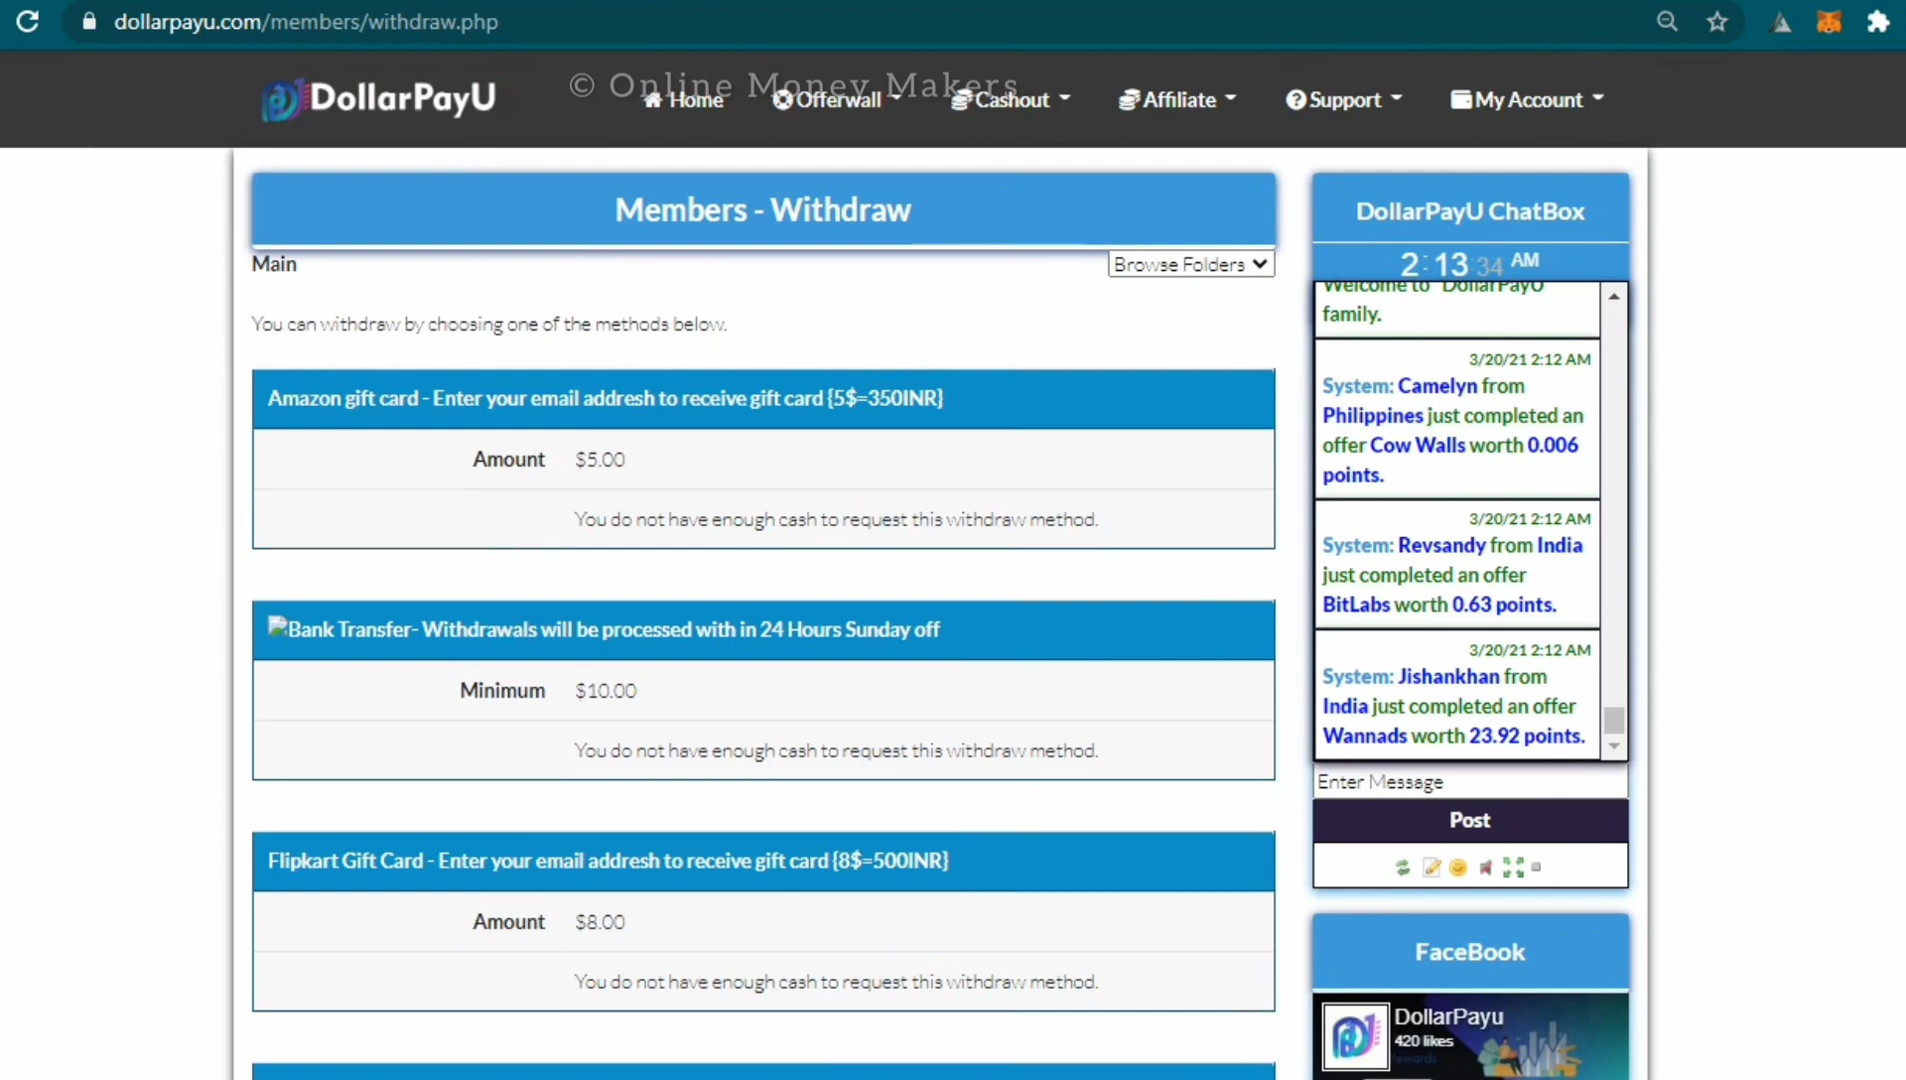 dollarpayu.com/members/withdraw.php
DollarPayU
© Online Money Makers
Home Offerwall Cashout Affiliate Support My Account
Members - Withdraw
Main
Browse Folders
You can withdraw by choosing one of the methods below.
Amazon gift card - Enter your email addresh to receive gift card {5$=350INR}
Amount $5.00
You do not have enough cash to request this withdraw method.
Bank Transfer- Withdrawals will be processed with in 24 Hours Sunday off
Minimum $10.00
You do not have enough cash to request this withdraw method.
Flipkart Gift Card - Enter your email addresh to receive gift card {8$=500INR}
Amount $8.00
You do not have enough cash to request this withdraw method.
DollarPayU ChatBox
2:13:34 AM
Welcome to "DollarPayU
family.
3/20/21 2:12 AM
System: Camelyn from
Philippines just completed an
offer Cow Walls worth 0.006
points.
3/20/21 2:12 AM
System: Revsandy from India
just completed an offer
BitLabs worth 0.63 points.
3/20/21 2:12 AM
System: Jishankhan from
India just completed an offer
Wannads worth 23.92 points.
Enter Message
Post
FaceBook
DollarPayu
420 likes